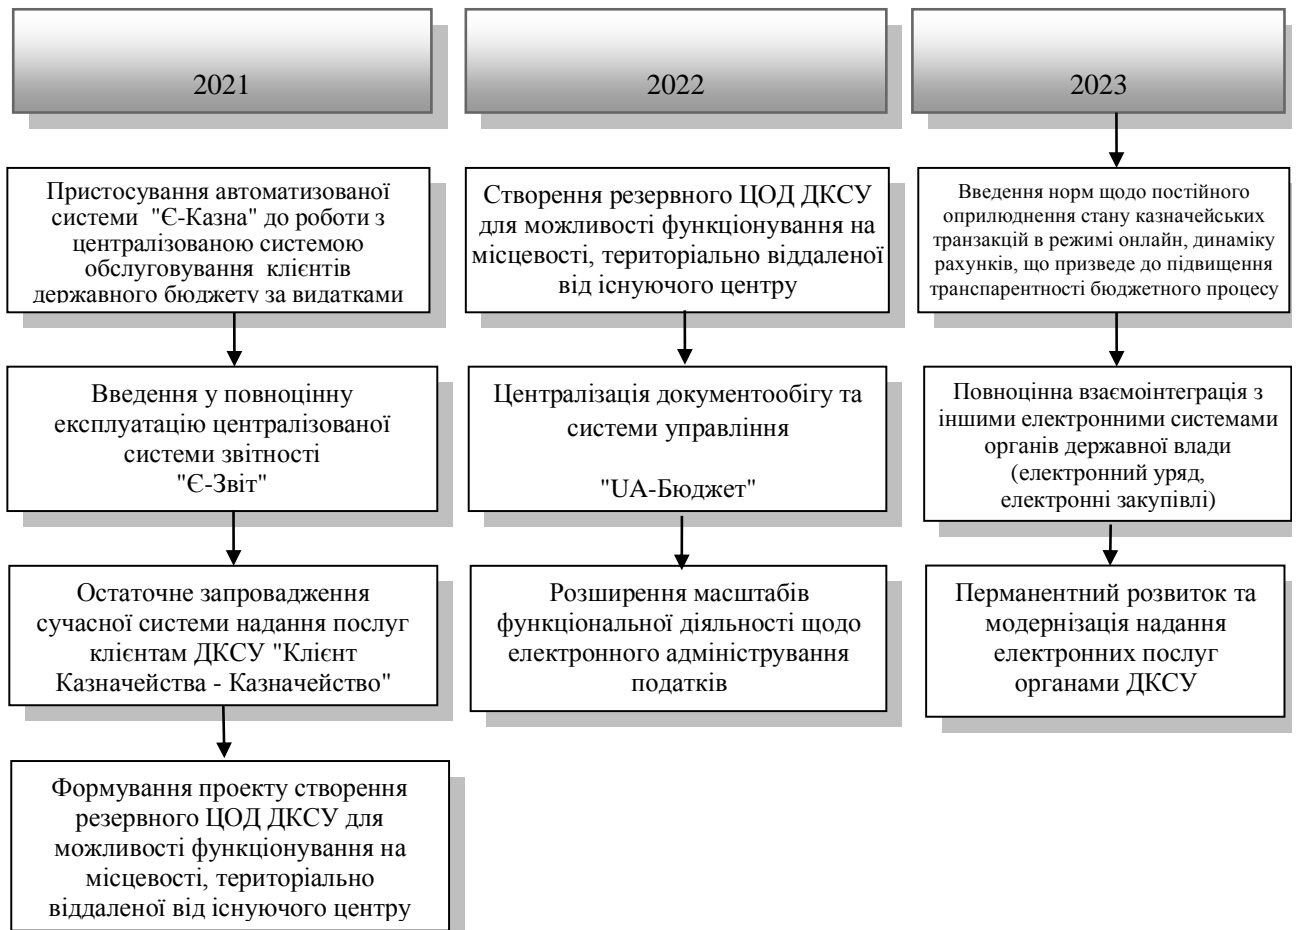 2021
Пристосування автоматизованої
системи "Є-Казна" до роботи з
централізованою системою
обслуговування клієнтів
державного бюджету за видатками
Введення у повноцінну
експлуатацію централізованої
системи звітності
"Є-Звіт"
Остаточне запровадження
сучасної системи надання послуг
клієнтам ДКСУ "Клієнт
Казначейства - Казначейство"
Формування проекту створення
резервного ЦОД ДКСУ для
можливості функціонування на
місцевості, територіально
віддаленої від існуючого центру
2022
Створення резервного ЦОД ДКСУ
для можливості функціонування на
місцевості, територіально віддаленої
від існуючого центру
Централізація документообігу та
системи управління
"UA-Бюджет"
Розширення масштабів
функціональної діяльності щодо
електронного адміністрування
податків
2023
Введення норм щодо постійного
оприлюднення стану казначейських
транзакцій в режимі онлайн, динаміку
рахунків, що призведе до підвищення
транспарентності бюджетного процесу
Повноцінна взаємоінтеграція з
іншими електронними системами
органів державної влади
(електронний уряд,
електронні закупівлі)
Перманентний розвиток та
модернізація надання
електронних послуг
органами ДКСУ